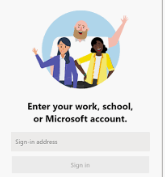 Enter your work, school,
or Microsoft account.
Sign-in address
Sign in